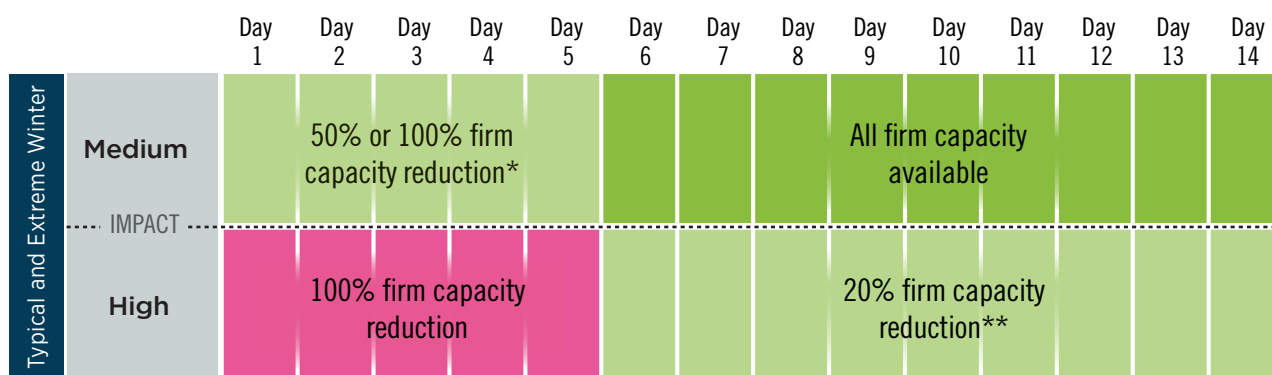 Day Day Day Day Day Day Day Day Day Day Day Day Day Day
1 2 3 4 5 6 7 8 9 10 11 12 13 14
Typical and Extreme Winter
Medium
50% or 100% firm
capacity reduction*
All firm capacity
available
IMPACT
High
100% firm capacity
reduction
20% firm capacity
reduction**